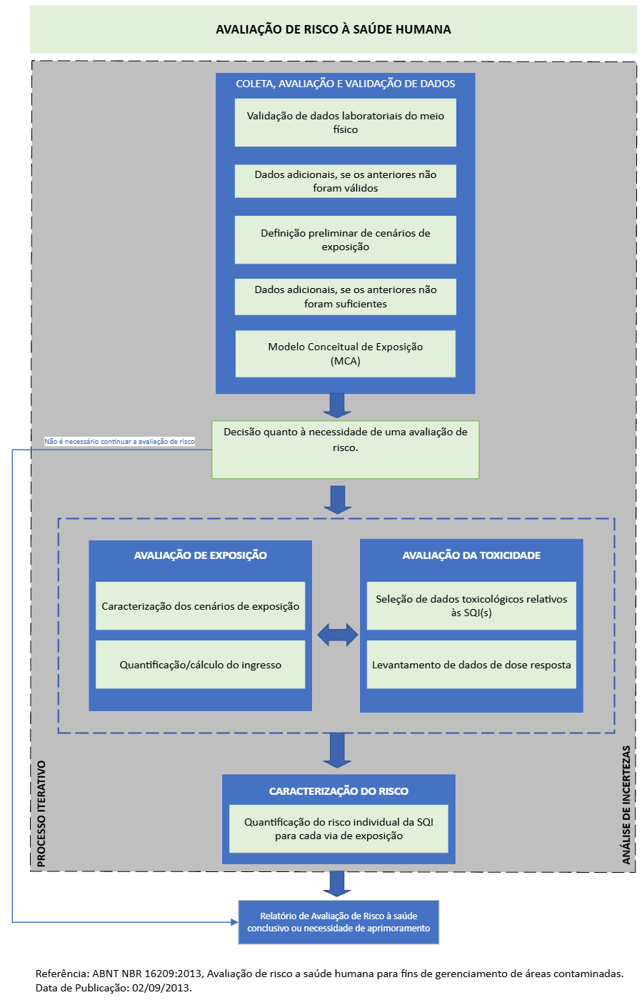 AVALIAÇÃO DE RISCO À SAÚDE HUMANA
COLETA, AVALIAÇÃO E VALIDAÇÃO DE DADOS
Validação de dados laboratoriais do meio
físico
Dados adicionais, se os anteriores não
foram válidos
Definição preliminar de cenários de
exposição
Dados adicionais, se os anteriores não
foram suficientes
Modelo Conceitual de Exposição
(MCA)
Decisão quanto à necessidade de uma avaliação de
risco.
Não é necessário continuar a avaliação de risco
AVALIAÇÃO DE EXPOSIÇÃO
Caracterização dos cenários de exposição
Quantificação/cálculo do ingresso
AVALIAÇÃO DA TOXICIDADE
Seleção de dados toxicológicos relativos
às SQI(s)
Levantamento de dados de dose resposta
PROCESSO ITERATIVO
ANÁLISE DE INCERTEZAS
CARACTERIZAÇÃO DO RISCO
Quantificação do risco individual da SQI
para cada via de exposição
Relatório de Avaliação de Risco à saúde
conclusivo ou necessidade de aprimoramento
Referência: ABNT NBR 16209:2013, Avaliação de risco a saúde humana para fins de gerenciamento de áreas contaminadas.
Data de Publicação: 02/09/2013.